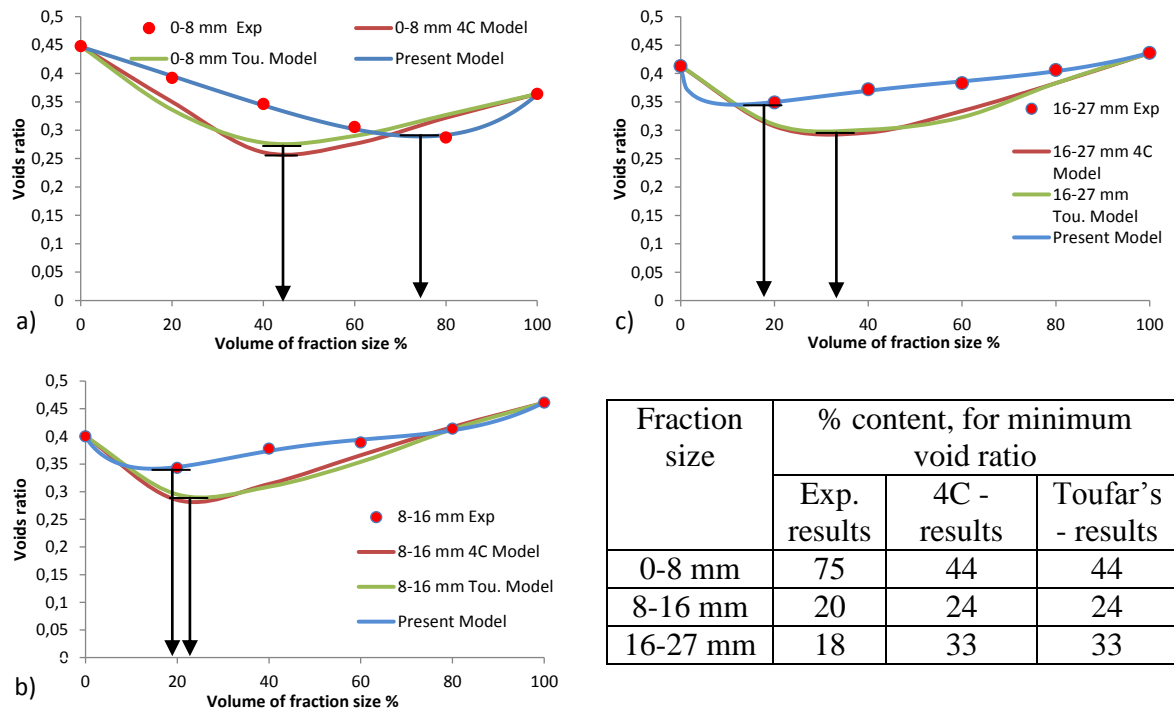 0-8 mm Exp
0-8 mm 4C Model
0-8 mm Tou. Model
Present Model
Voids ratio
0,5
0,45
0,4
0,35
0,3
0,25
0,2
0,15
0,1
0,05
0
0 20 40 60 80 100
Volume of fraction size %
a)
16-27 mm Exp
16-27 mm 4C
Model
16-27 mm
Tou. Model
Present Model
Voids ratio
0,5
0,45
0,4
0,35
0,3
0,25
0,2
0,15
0,1
0,05
0
0 20 40 60 80 100
Volume of fraction size %
c)
8-16 mm Exp
8-16 mm 4C Model
8-16 mm Tou. Model
Present Model
Voids ratio
0,5
0,45
0,4
0,35
0,3
0,25
0,2
0,15
0,1
0,05
0
0 20 40 60 80 100
Volume of fraction size %
b)
Fraction
size
% content, for minimum
void ratio
Exp.
results
4C -
results
Toufar's
- results
0-8 mm 75 44 44
8-16 mm 20 24 24
16-27 mm 18 33 33